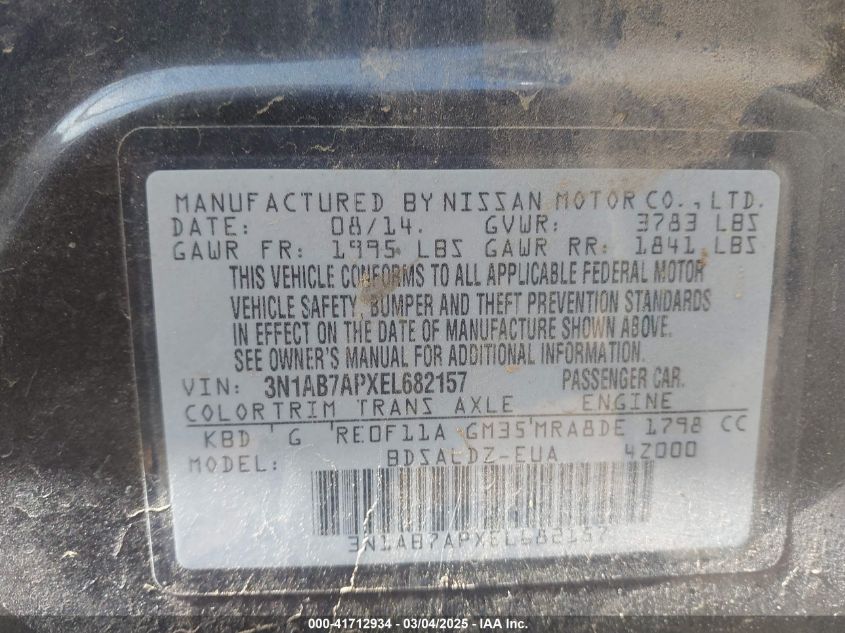 MANUFACTURED BY NISSAN MOTOR CO., LTD.
DATE: 08/14. GVWR: 3783 LBS
GAWR FR: 1995 LBS GAWR RR: 1841 LBS
THIS VEHICLE CONFORMS TO ALL APPLICABLE FEDERAL MOTOR
VEHICLE SAFETY, BUMPER AND THEFT PREVENTION STANDARDS
IN EFFECT ON THE DATE OF MANUFACTURE SHOWN ABOVE.
SEE OWNER'S MANUAL FOR ADDITIONAL INFORMATION.
VIN: 3N1AB7APXEL682157 PASSENGER CAR.
COLOR TRIM TRANS AXLE ENGINE
KBD G RE0F11A GM35 MRA8DE 1798 CC
MODEL: BDSALDZ-EUA 4Z000
3N1AB7APXEL682157
000-41712934 - 03/04/2025 - IAA Inc.